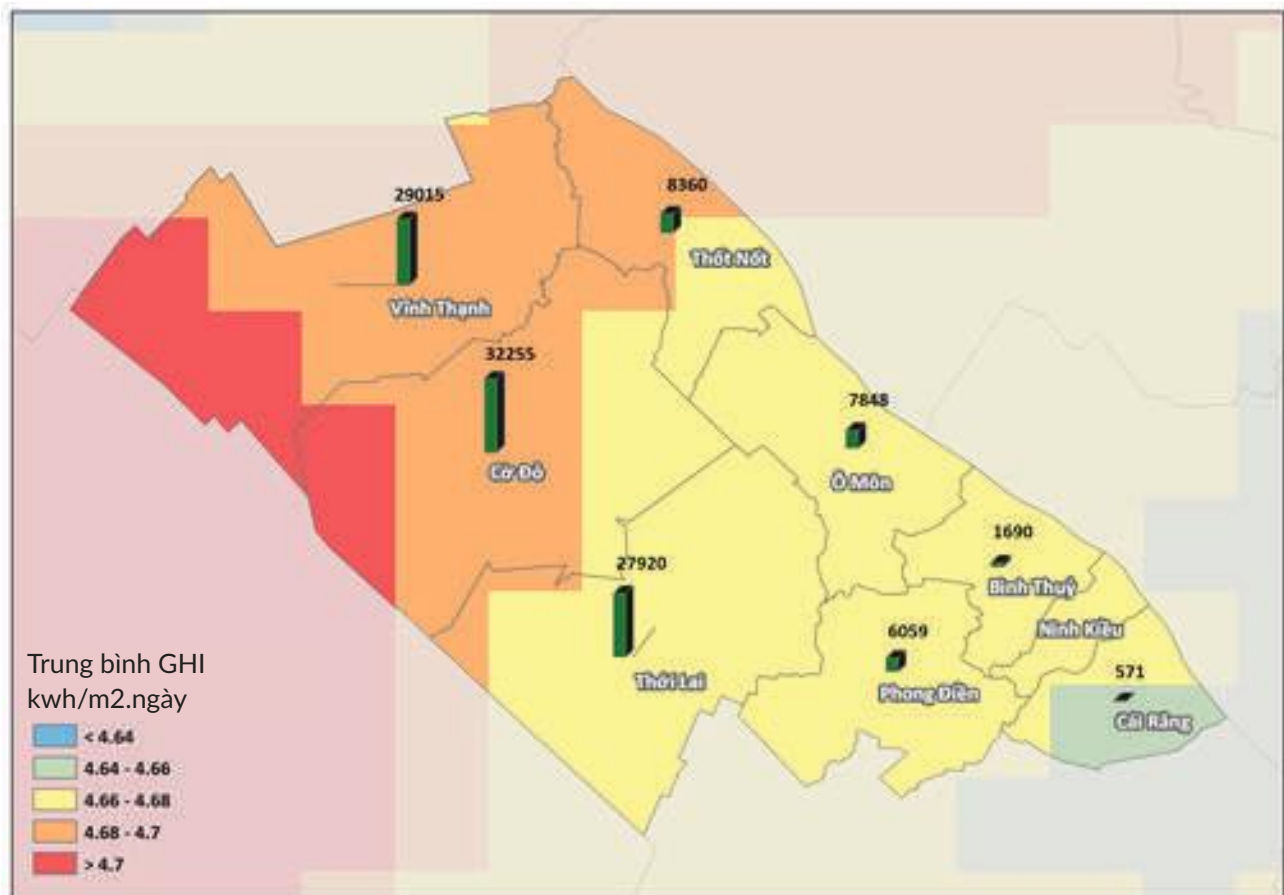 8360
29015
Thốt Nốt
Vĩnh Thạnh
32255
7848
Cờ Đỏ
Ô Môn
1690
27920
Bình Thuỷ
6059
Ninh Kiều
Trung bình GHI
kwh/m2.ngày
571
Thới Lai
Phong Điền
Cái Răng
< 4.64
4.64 - 4.66
4.66 - 4.68
4.68 - 4.7
> 4.7